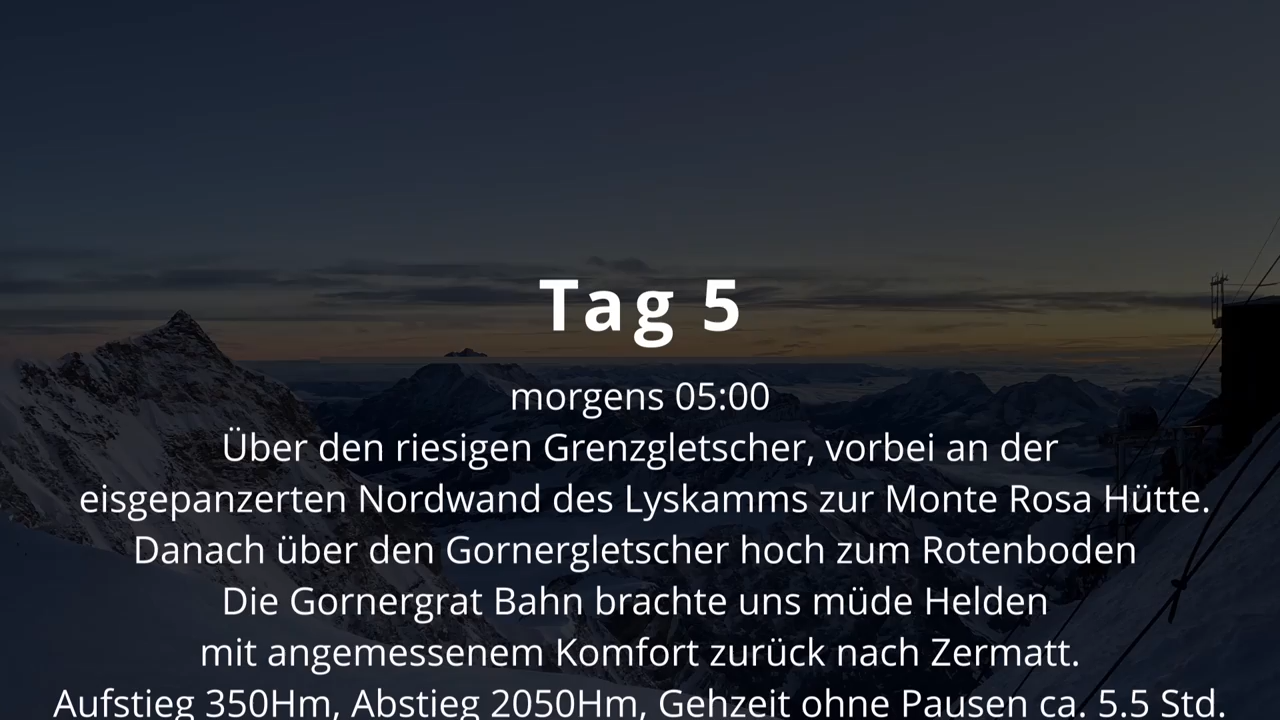 Tag 5
morgens 05:00
Über den riesigen Grenzgletscher, vorbei an der
eisgepanzerten Nordwand des Lyskamms zur Monte Rosa Hütte.
Danach über den Gornergletscher hoch zum Rotenboden
Die Gornergrat Bahn brachte uns müde Helden
mit angemessenem Komfort zurück nach Zermatt.
Aufstieg 350Hm, Abstieg 2050Hm, Gehzeit ohne Pausen ca. 5.5 Std.